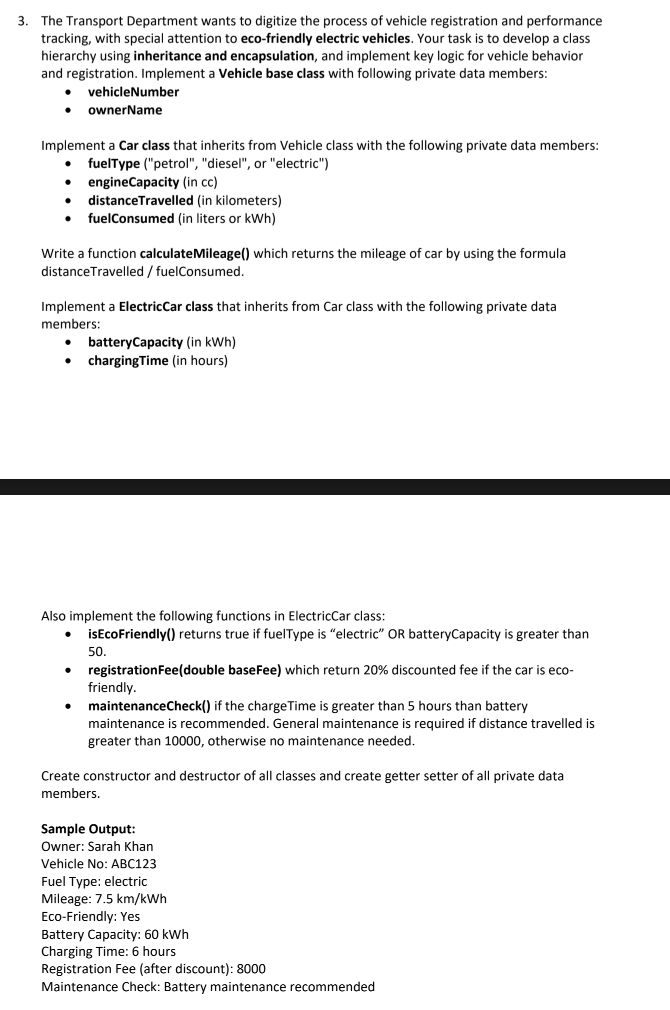 3. The Transport Department wants to digitize the process of vehicle registration and performance
tracking, with special attention to eco-friendly electric vehicles. Your task is to develop a class
hierarchy using inheritance and encapsulation, and implement key logic for vehicle behavior
and registration. Implement a Vehicle base class with following private data members:
• vehicleNumber
• ownerName
Implement a Car class that inherits from Vehicle class with the following private data members:
• fuelType ("petrol", "diesel", or "electric")
• engineCapacity (in cc)
• distanceTravelled (in kilometers)
• fuelConsumed (in liters or kWh)
Write a function calculateMileage() which returns the mileage of car by using the formula
distanceTravelled / fuelConsumed.
Implement a ElectricCar class that inherits from Car class with the following private data
members:
• batteryCapacity (in kWh)
• chargingTime (in hours)
Also implement the following functions in ElectricCar class:
• isEcoFriendly() returns true if fuelType is “electric” OR batteryCapacity is greater than
50.
• registrationFee(double baseFee) which return 20% discounted fee if the car is eco-
friendly.
• maintenanceCheck() if the chargeTime is greater than 5 hours than battery
maintenance is recommended. General maintenance is required if distance travelled is
greater than 10000, otherwise no maintenance needed.
Create constructor and destructor of all classes and create getter setter of all private data
members.
Sample Output:
Owner: Sarah Khan
Vehicle No: ABC123
Fuel Type: electric
Mileage: 7.5 km/kWh
Eco-Friendly: Yes
Battery Capacity: 60 kWh
Charging Time: 6 hours
Registration Fee (after discount): 8000
Maintenance Check: Battery maintenance recommended